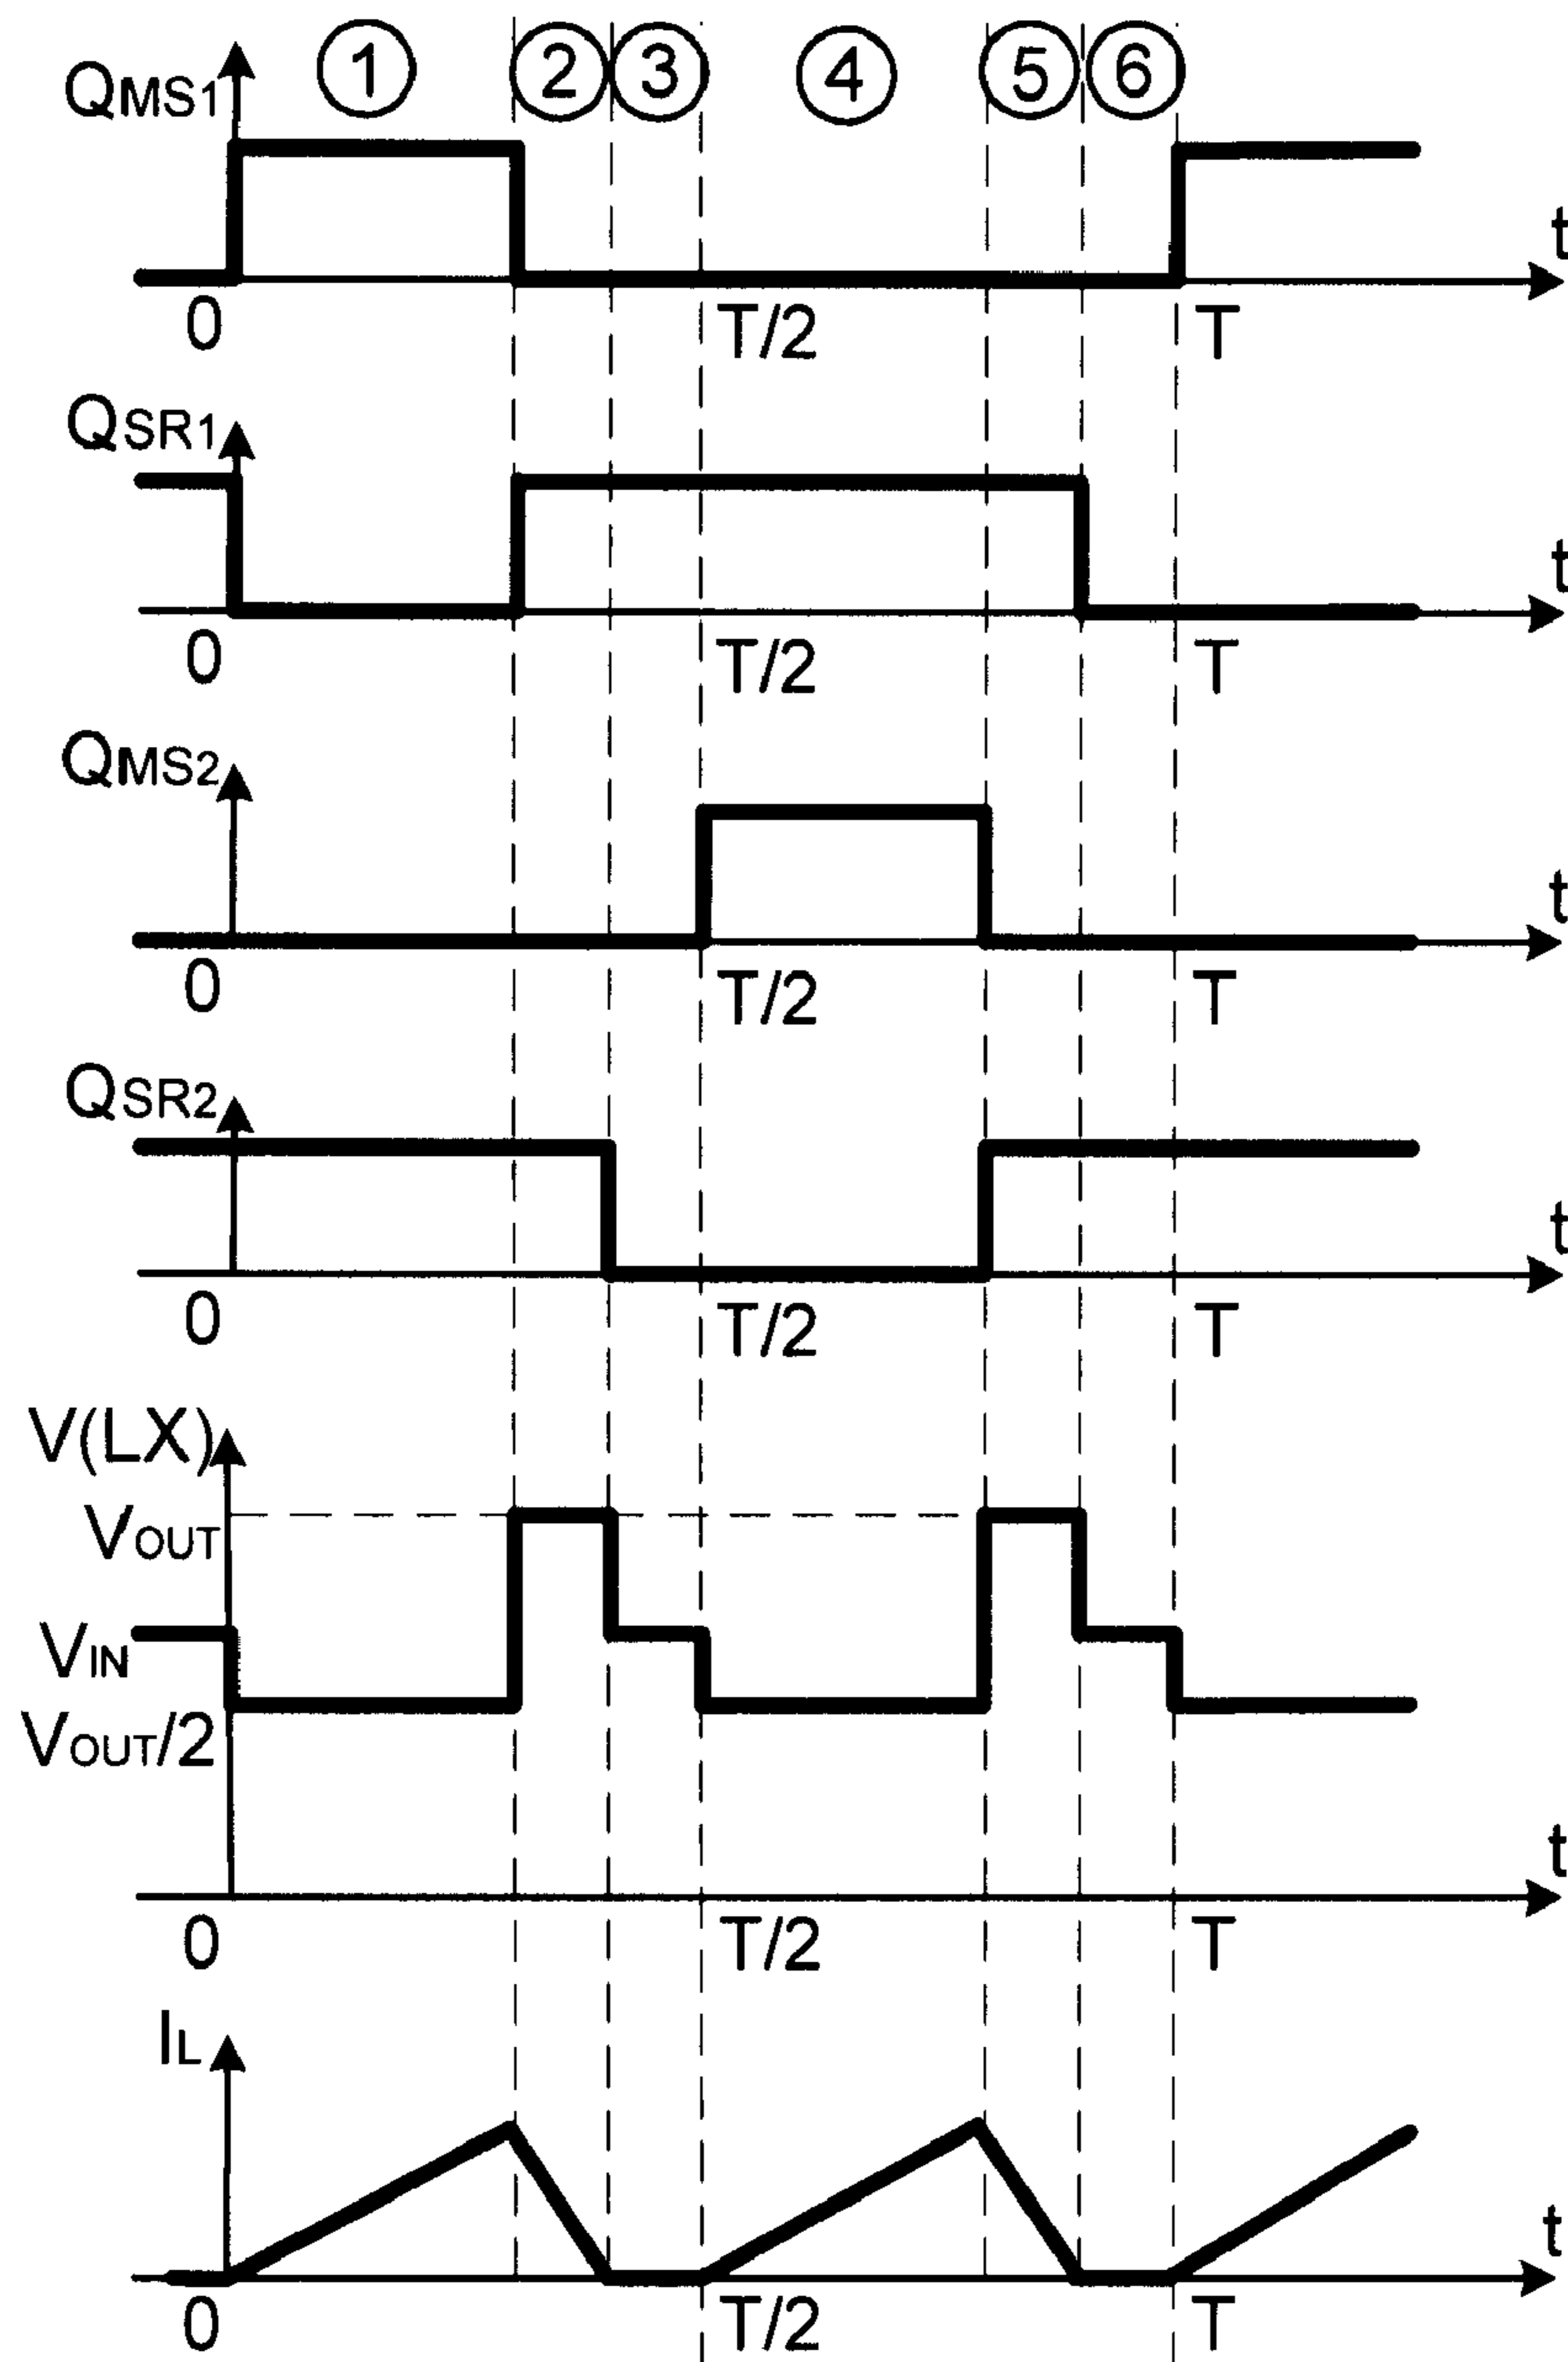 ① ② ③ ④ ⑤ ⑥
QMS1
t
0 T/2 T
QSR1
t
0 T/2 T
QMS2
t
0 T/2 T
QSR2
t
0 T/2 T
V(LX)
VOUT
VIN
VOUT/2
t
0 T/2 T
IL
t
0 T/2 T